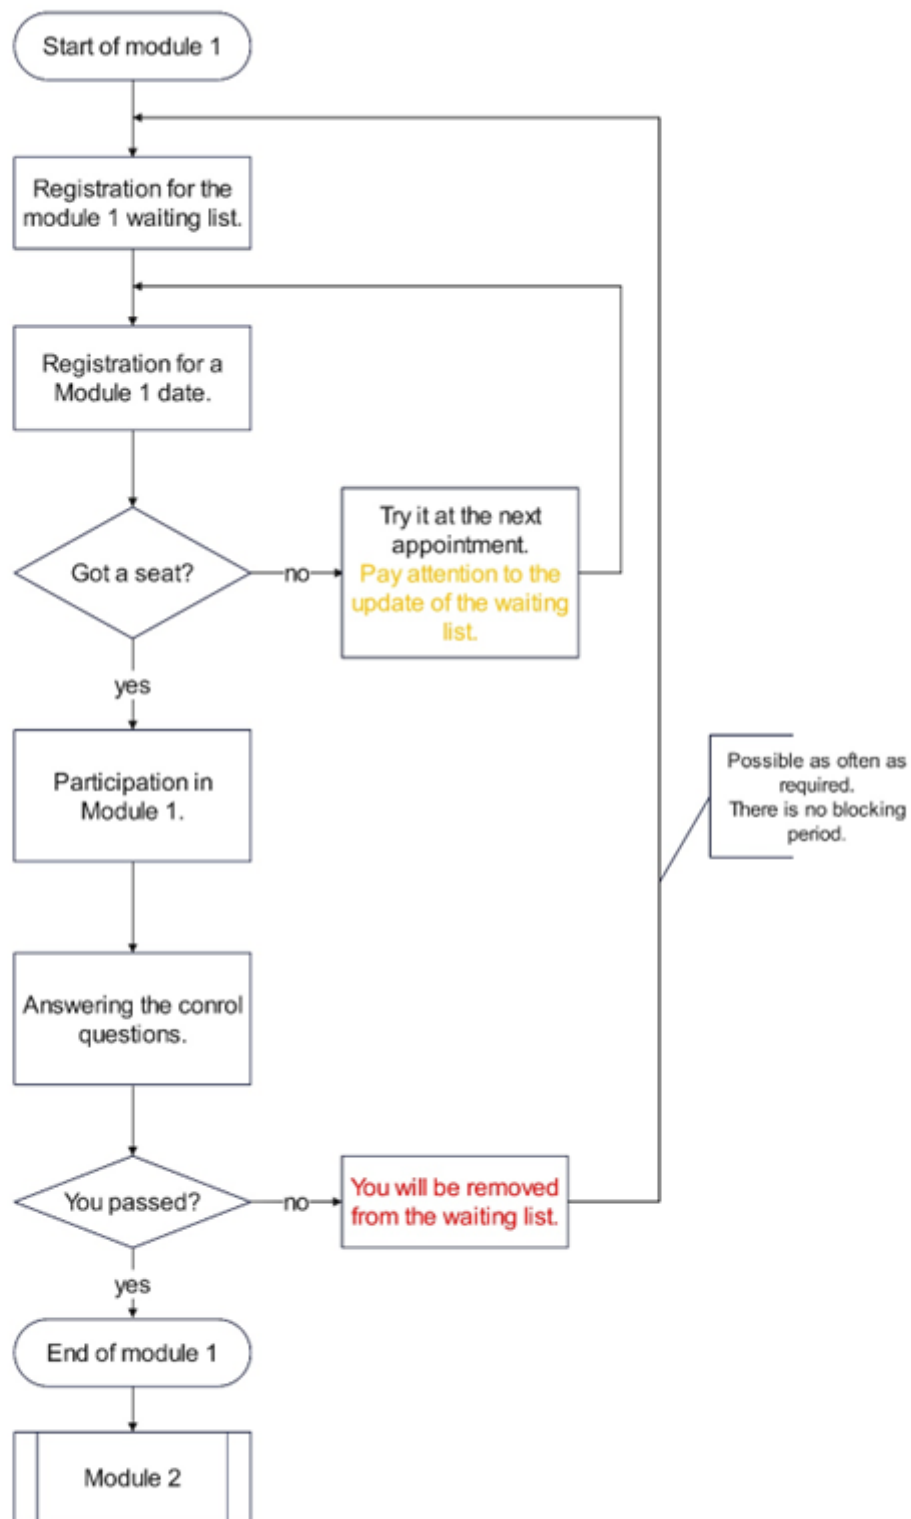 Start of module 1
Registration for the
module 1 waiting list.
Registration for a
Module 1 date.
Got a seat?
no
Try it at the next
appointment.
Pay attention to the
update of the waiting
list.
yes
Participation in
Module 1.
Possible as often as
required.
There is no blocking
period.
Answering the conrol
questions.
You passed?
no
You will be removed
from the waiting list.
yes
End of module 1
Module 2